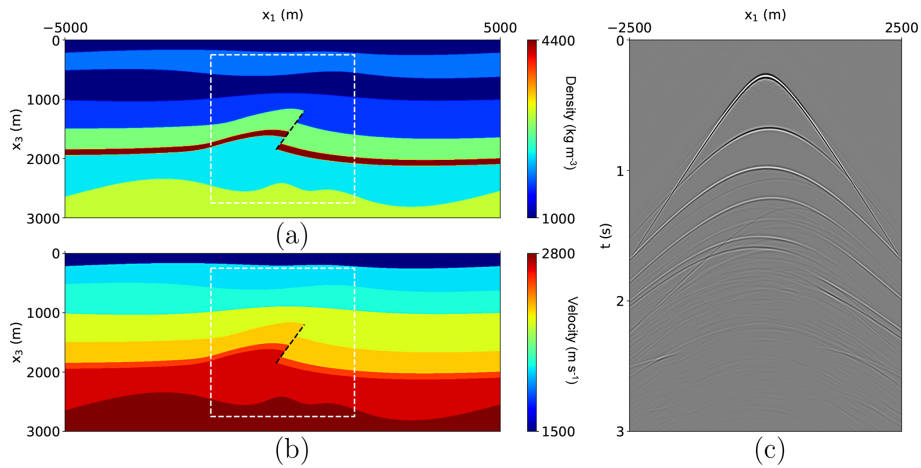 x₁ (m)
−5000 5000
0
1000
2000
3000
x₃ (m)
4400
Density (kg m⁻³)
1000
(a)
0
1000
2000
3000
x₃ (m)
2800
Velocity (m s⁻¹)
1500
(b)
x₁ (m)
−2500 2500
0
1
2
3
t (s)
(c)